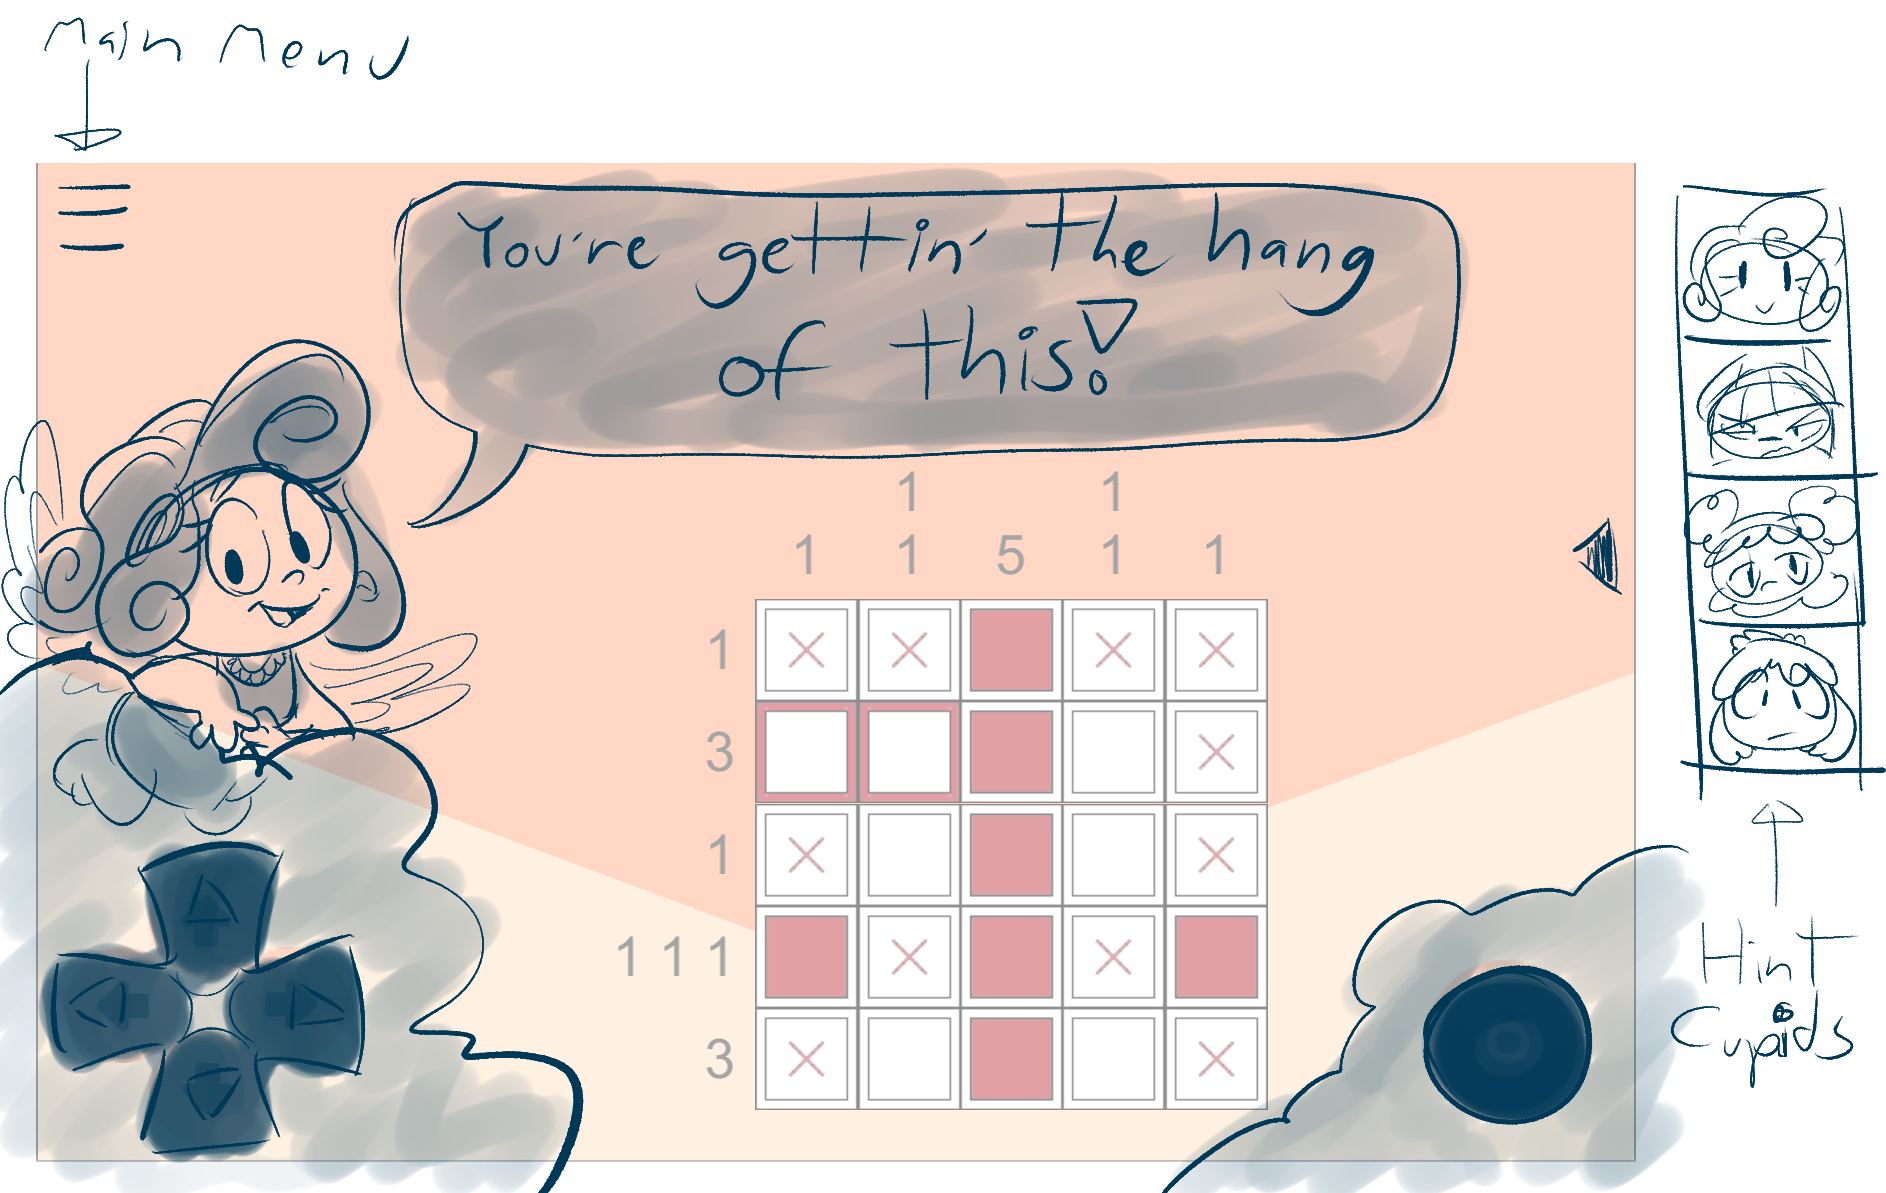 Main Menu
You're gettin' the hang
of this!
1 1
1 1 5 1 1
1
3
1
1 1 1
3
Hint
Cupids